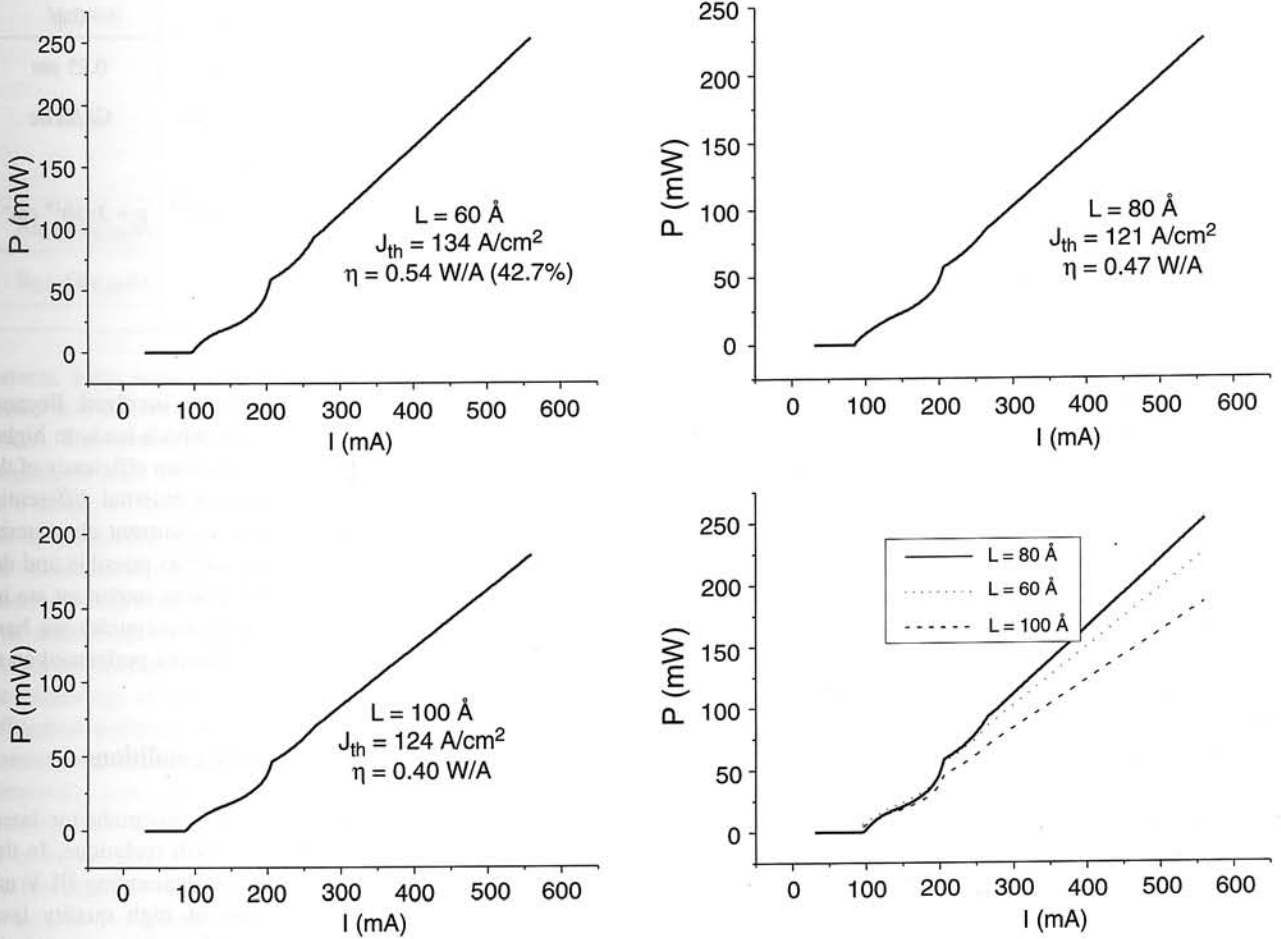 250
200
150
100
50
0
P (mW)
L = 60 Å
J_th = 134 A/cm²
η = 0.54 W/A (42.7%)
0 100 200 300 400 500 600
I (mA)
250
200
150
100
50
0
P (mW)
L = 80 Å
J_th = 121 A/cm²
η = 0.47 W/A
0 100 200 300 400 500 600
I (mA)
200
150
100
50
0
P (mW)
L = 100 Å
J_th = 124 A/cm²
η = 0.40 W/A
0 100 200 300 400 500 600
I (mA)
250
200
150
100
50
0
P (mW)
L = 80 Å
L = 60 Å
L = 100 Å
0 100 200 300 400 500 600
I (mA)